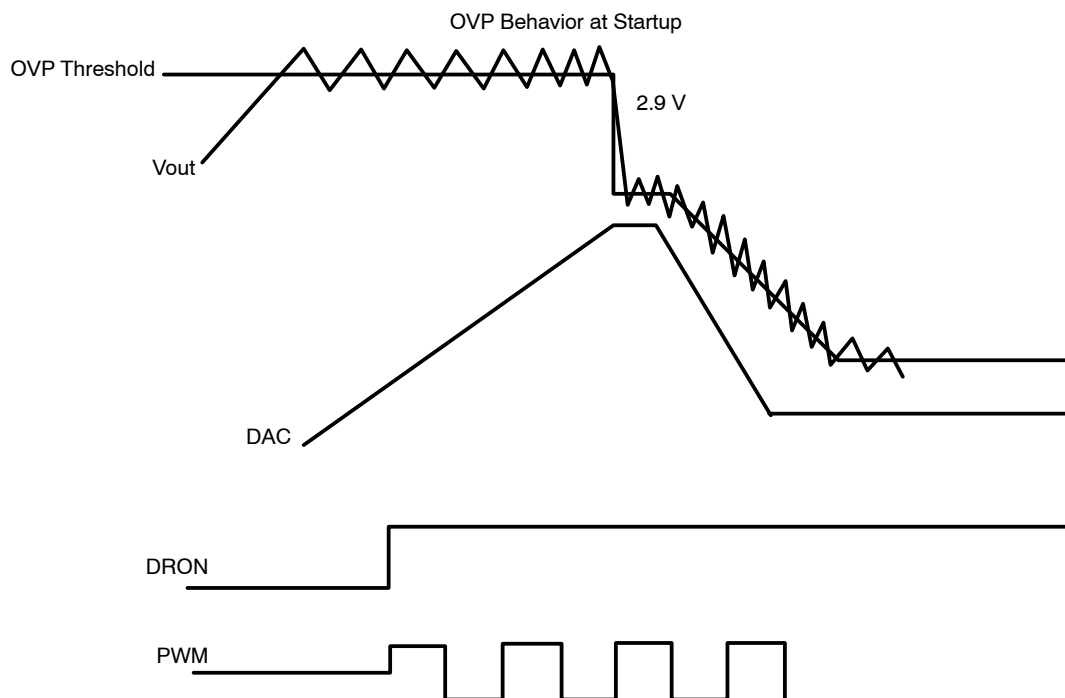 OVP Behavior at Startup
OVP Threshold
2.9 V
Vout
DAC
DRON
PWM